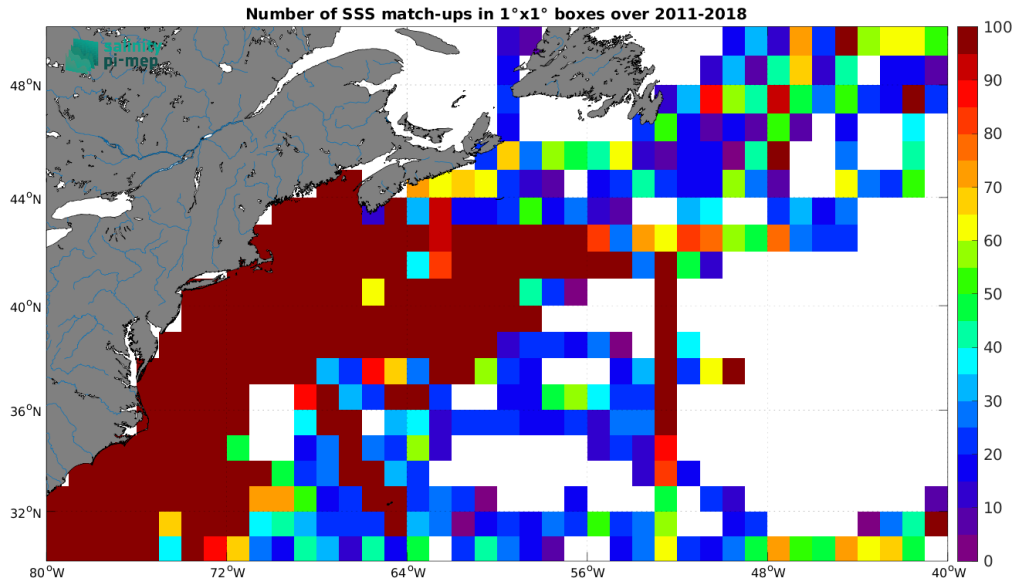 Number of SSS match-ups in 1°x1° boxes over 2011-2018
salinity
pi-mep
48°N
44°N
40°N
36°N
32°N
80°W
72°W
64°W
56°W
48°W
40°W
100
90
80
70
60
50
40
30
20
10
0